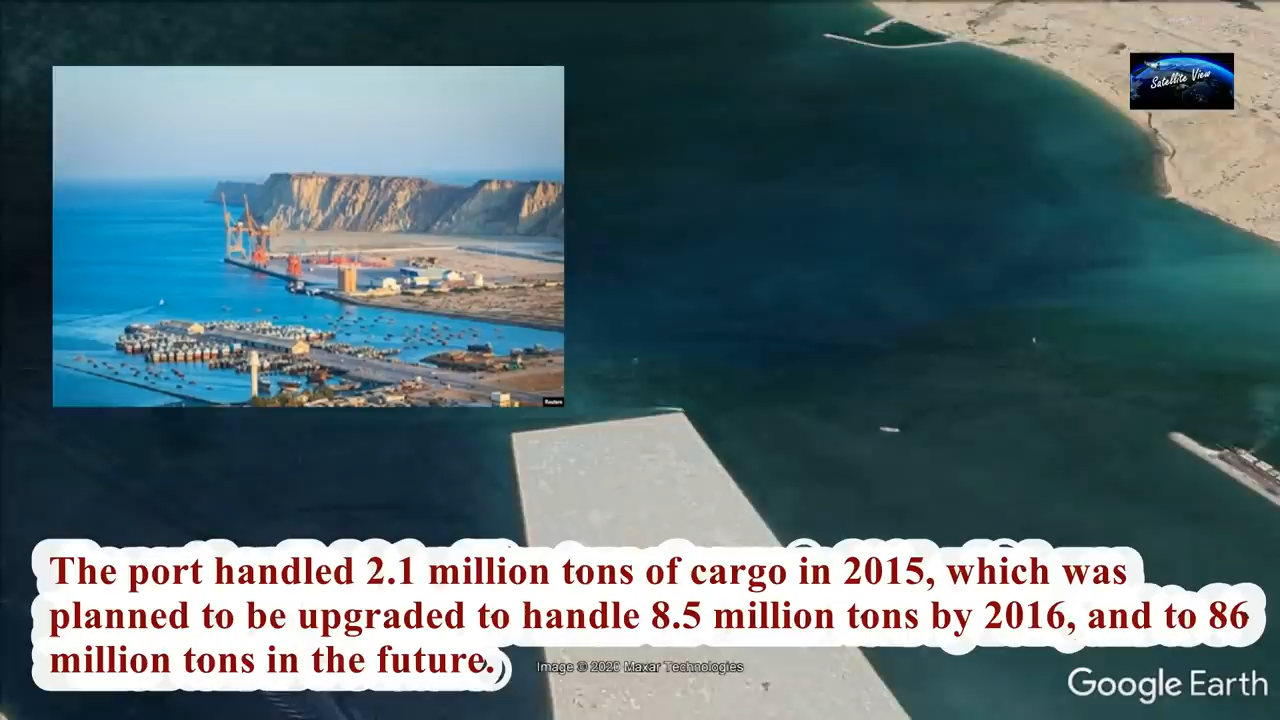 Satellite View
Reuters
The port handled 2.1 million tons of cargo in 2015, which was
planned to be upgraded to handle 8.5 million tons by 2016, and to 86
million tons in the future.
Image © 2020 Maxar Technologies
Google Earth